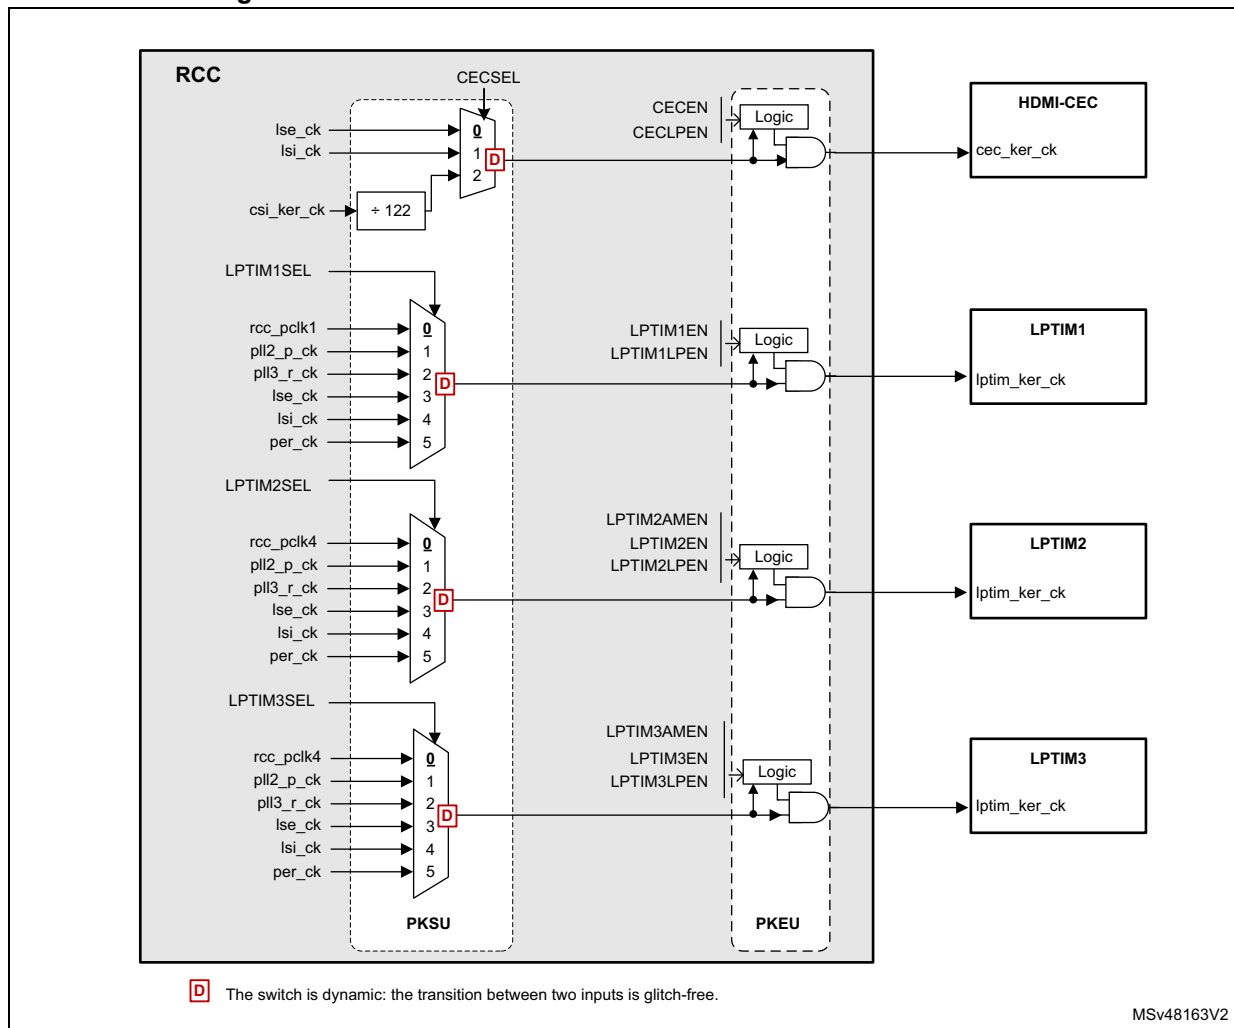 RCC
CECSEL
lse_ck
lsi_ck
csi_ker_ck
÷ 122
0
1
2
D
CECEN
CECLPEN
Logic
HDMI-CEC
cec_ker_ck
LPTIM1SEL
rcc_pclk1
pll2_p_ck
pll3_r_ck
lse_ck
lsi_ck
per_ck
0
1
2
3
4
5
D
LPTIM1EN
LPTIM1LPEN
Logic
LPTIM1
lptim_ker_ck
LPTIM2SEL
rcc_pclk4
pll2_p_ck
pll3_r_ck
lse_ck
lsi_ck
per_ck
0
1
2
3
4
5
D
LPTIM2AMEN
LPTIM2EN
LPTIM2LPEN
Logic
LPTIM2
lptim_ker_ck
LPTIM3SEL
rcc_pclk4
pll2_p_ck
pll3_r_ck
lse_ck
lsi_ck
per_ck
0
1
2
3
4
5
D
LPTIM3AMEN
LPTIM3EN
LPTIM3LPEN
Logic
LPTIM3
lptim_ker_ck
PKSU
PKEU
D The switch is dynamic: the transition between two inputs is glitch-free.
MSv48163V2